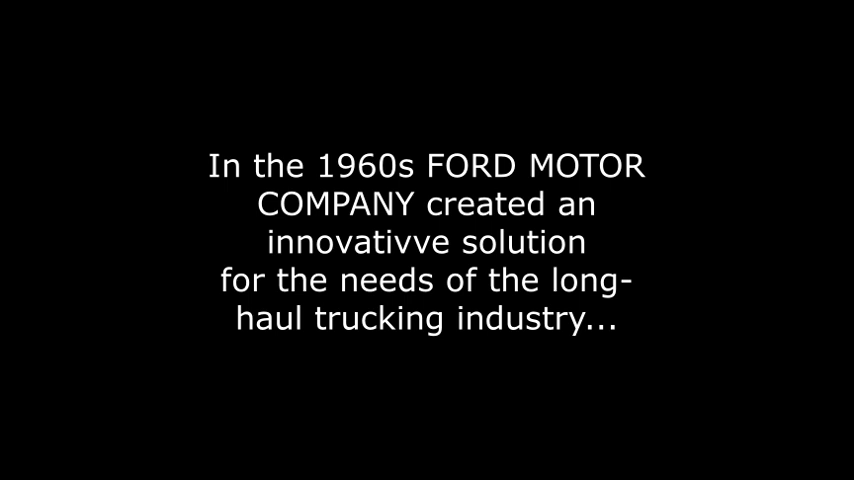 In the 1960s FORD MOTOR
COMPANY created an
innovativve solution
for the needs of the long-
haul trucking industry...